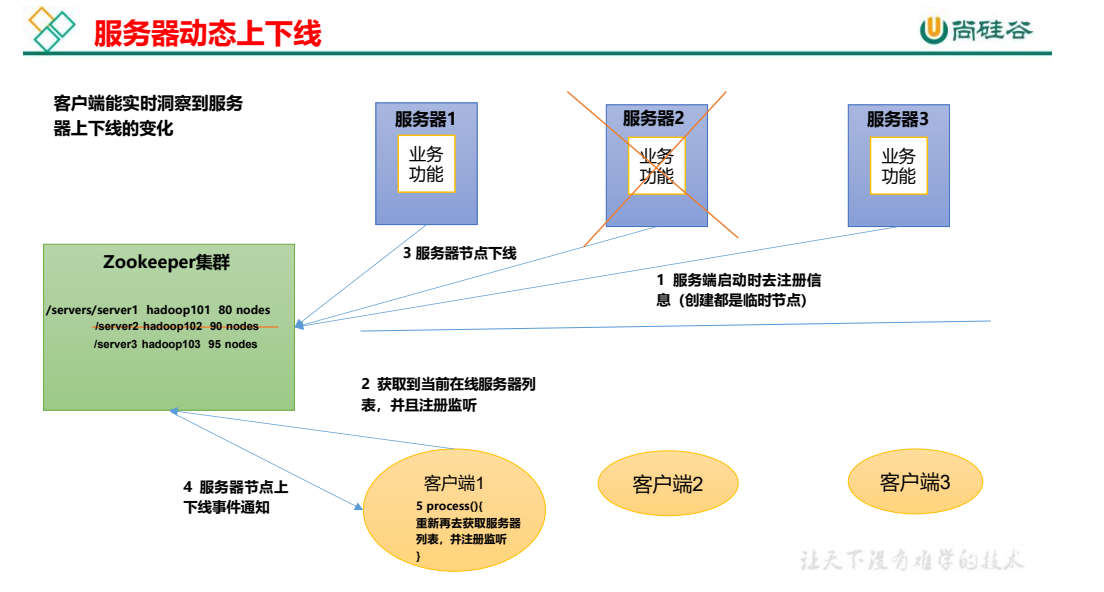 服务器动态上下线
尚硅谷
客户端能实时洞察到服务
器上下线的变化
服务器1
业务
功能
服务器2
业务
功能
服务器3
业务
功能
3 服务器节点下线
Zookeeper集群
1 服务端启动时去注册信
息（创建都是临时节点）
/servers/server1 hadoop101 80 nodes
/server2 hadoop102 90 nodes
/server3 hadoop103 95 nodes
2 获取到当前在线服务器列
表，并且注册监听
4 服务器节点上
下线事件通知
客户端1
5 process(){
重新再去获取服务器
列表，并注册监听
}
客户端2
客户端3
让天下没有难学的技术